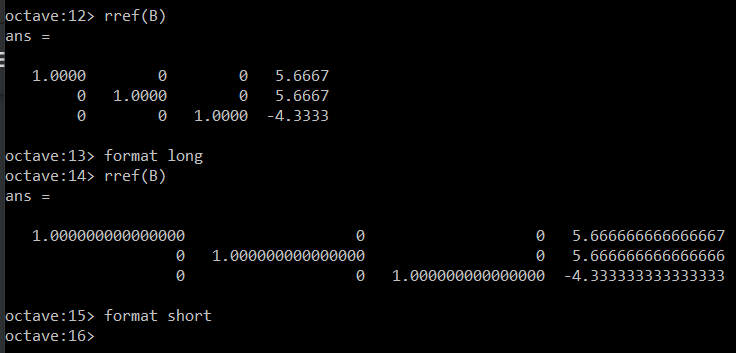 octave:12> rref(B)
ans =
1.0000 0 0 5.6667
0 1.0000 0 5.6667
0 0 1.0000 -4.3333
octave:13> format long
octave:14> rref(B)
ans =
1.000000000000000 0 0 5.666666666666667
0 1.000000000000000 0 5.666666666666666
0 0 1.000000000000000 -4.333333333333333
octave:15> format short
octave:16>